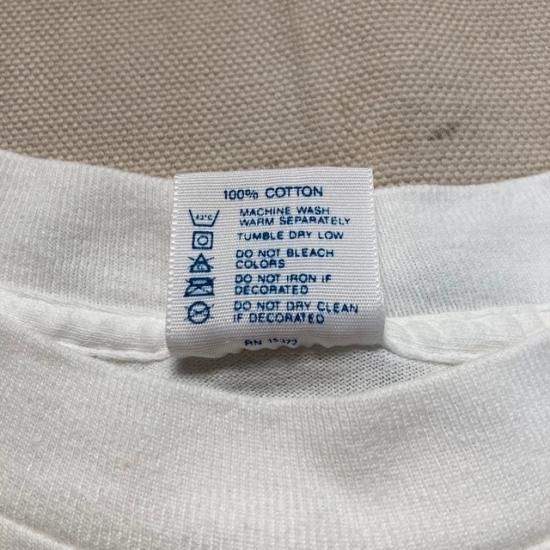 100% COTTON
MACHINE WASH
WARM SEPARATELY
TUMBLE DRY LOW
DO NOT BLEACH
COLORS
DO NOT IRON IF
DECORATED
DO NOT DRY CLEAN
IF DECORATED
RN